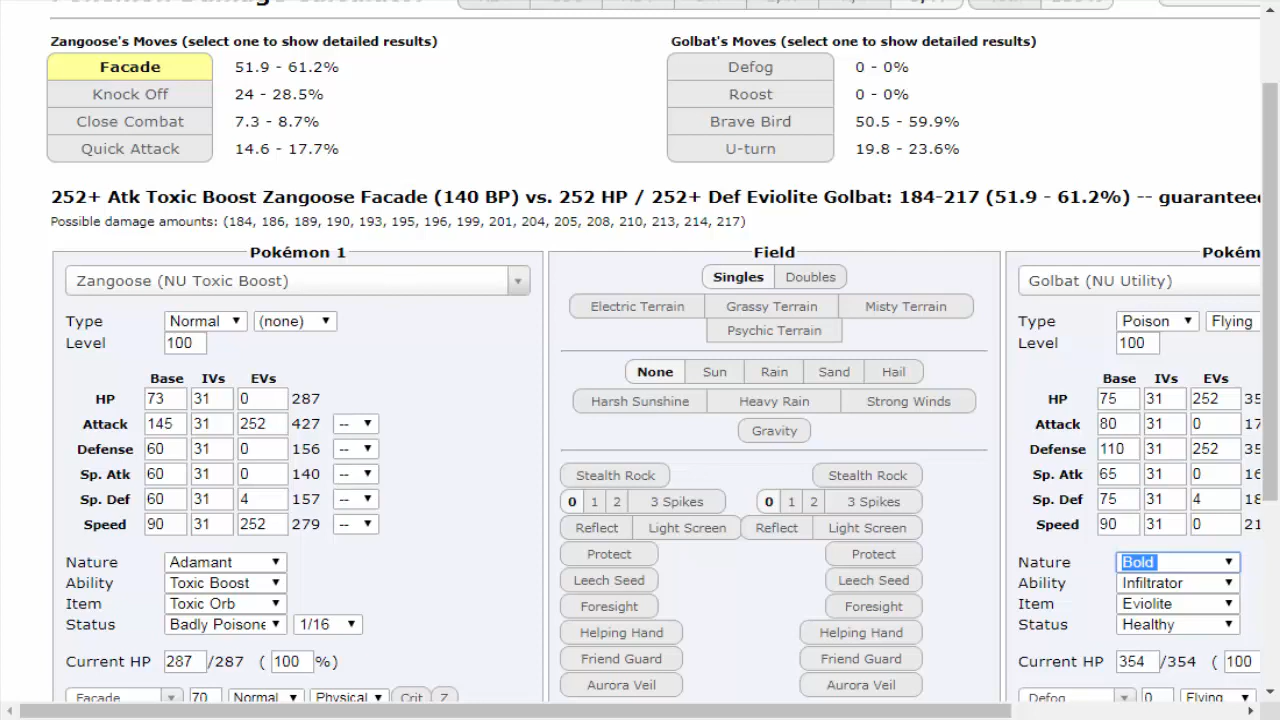 Zangoose's Moves (select one to show detailed results)
Golbat's Moves (select one to show detailed results)
Facade 51.9 - 61.2%
Knock Off 24 - 28.5%
Close Combat 7.3 - 8.7%
Quick Attack 14.6 - 17.7%
Defog 0 - 0%
Roost 0 - 0%
Brave Bird 50.5 - 59.9%
U-turn 19.8 - 23.6%
252+ Atk Toxic Boost Zangoose Facade (140 BP) vs. 252 HP / 252+ Def Eviolite Golbat: 184-217 (51.9 - 61.2%) -- guaranteed
Possible damage amounts: (184, 186, 189, 190, 193, 195, 196, 199, 201, 204, 205, 208, 210, 213, 214, 217)
Pokémon 1
Zangoose (NU Toxic Boost)
Type Normal (none)
Level 100
Base IVs EVs
HP 73 31 0 287
Attack 145 31 252 427 --
Defense 60 31 0 156 --
Sp. Atk 60 31 0 140 --
Sp. Def 60 31 4 157 --
Speed 90 31 252 279 --
Nature Adamant
Ability Toxic Boost
Item Toxic Orb
Status Badly Poisone 1/16
Current HP 287 /287 ( 100 %)
Facade 70 Normal Physical Crit Z
Field
Singles Doubles
Electric Terrain Grassy Terrain Misty Terrain
Psychic Terrain
None Sun Rain Sand Hail
Harsh Sunshine Heavy Rain Strong Winds
Gravity
Stealth Rock Stealth Rock
0 1 2 3 Spikes 0 1 2 3 Spikes
Reflect Light Screen Reflect Light Screen
Protect Protect
Leech Seed Leech Seed
Foresight Foresight
Helping Hand Helping Hand
Friend Guard Friend Guard
Aurora Veil Aurora Veil
Pokém
Golbat (NU Utility)
Type Poison Flying
Level 100
Base IVs EVs
HP 75 31 252 35
Attack 80 31 0 17
Defense 110 31 252 35
Sp. Atk 65 31 0 16
Sp. Def 75 31 4 18
Speed 90 31 0 21
Nature Bold
Ability Infiltrator
Item Eviolite
Status Healthy
Current HP 354 /354 ( 100
Defog 0 Flying